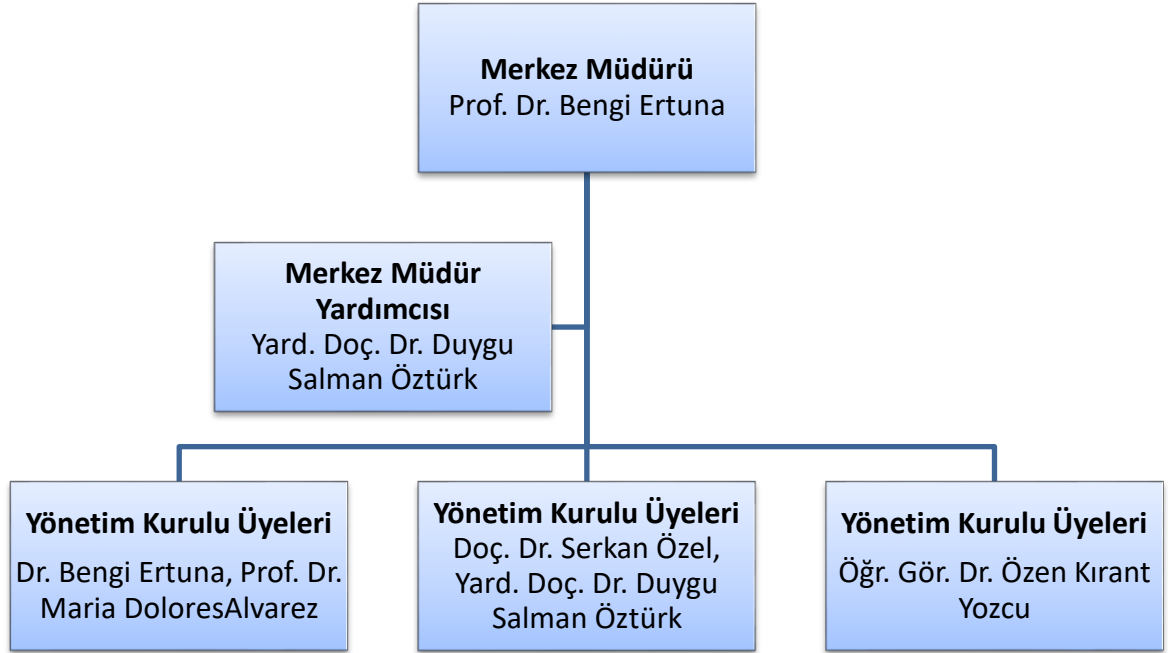 Merkez Müdürü
Prof. Dr. Bengi Ertuna
Merkez Müdür
Yardımcısı
Yard. Doç. Dr. Duygu
Salman Öztürk
Yönetim Kurulu Üyeleri
Dr. Bengi Ertuna, Prof. Dr.
Maria DoloresAlvarez
Yönetim Kurulu Üyeleri
Doç. Dr. Serkan Özel,
Yard. Doç. Dr. Duygu
Salman Öztürk
Yönetim Kurulu Üyeleri
Öğr. Gör. Dr. Özen Kırant
Yozcu